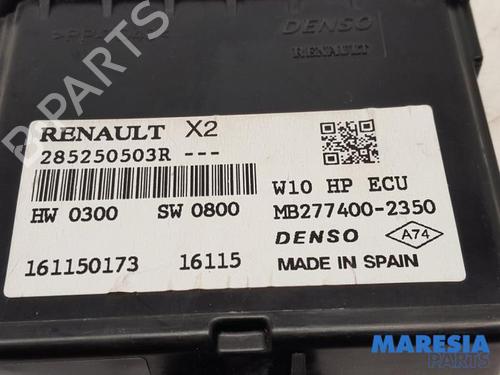 DENSO
RENAULT
B-PARTS
RENAULT X2
285250503R ---
W10 HP ECU
HW 0300 SW 0800 MB277400-2350
DENSO A74
161150173 16115 MADE IN SPAIN
MARESIA
PARTS